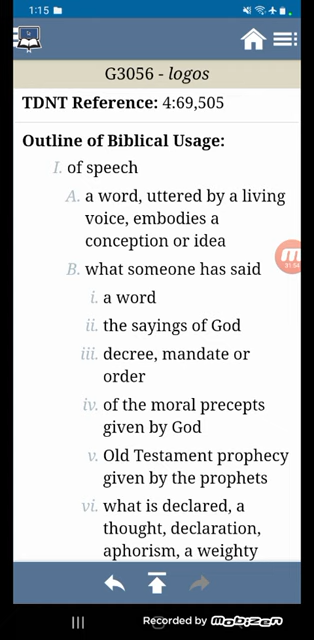 1:15
G3056 - logos
TDNT Reference: 4:69,505
Outline of Biblical Usage:
I. of speech
A. a word, uttered by a living
voice, embodies a
conception or idea
B. what someone has said
i. a word
ii. the sayings of God
iii. decree, mandate or
order
iv. of the moral precepts
given by God
v. Old Testament prophecy
given by the prophets
vi. what is declared, a
thought, declaration,
aphorism, a weighty
Recorded by Mobizen